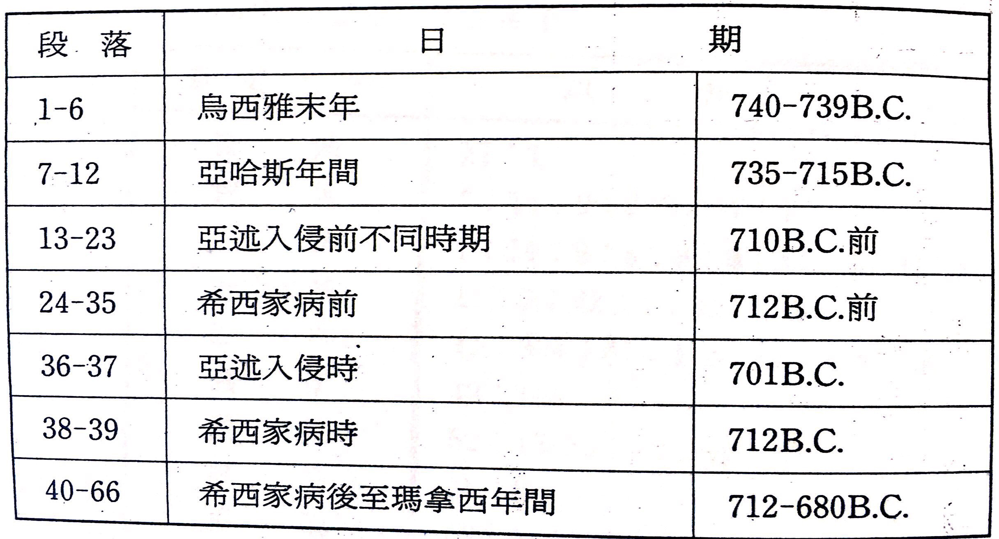 段 落 日 期
1-6 烏西雅末年 740-739B.C.
7-12 亞哈斯年間 735-715B.C.
13-23 亞述入侵前不同時期 710B.C.前
24-35 希西家病前 712B.C.前
36-37 亞述入侵時 701B.C.
38-39 希西家病時 712B.C.
40-66 希西家病後至瑪拿西年間 712-680B.C.